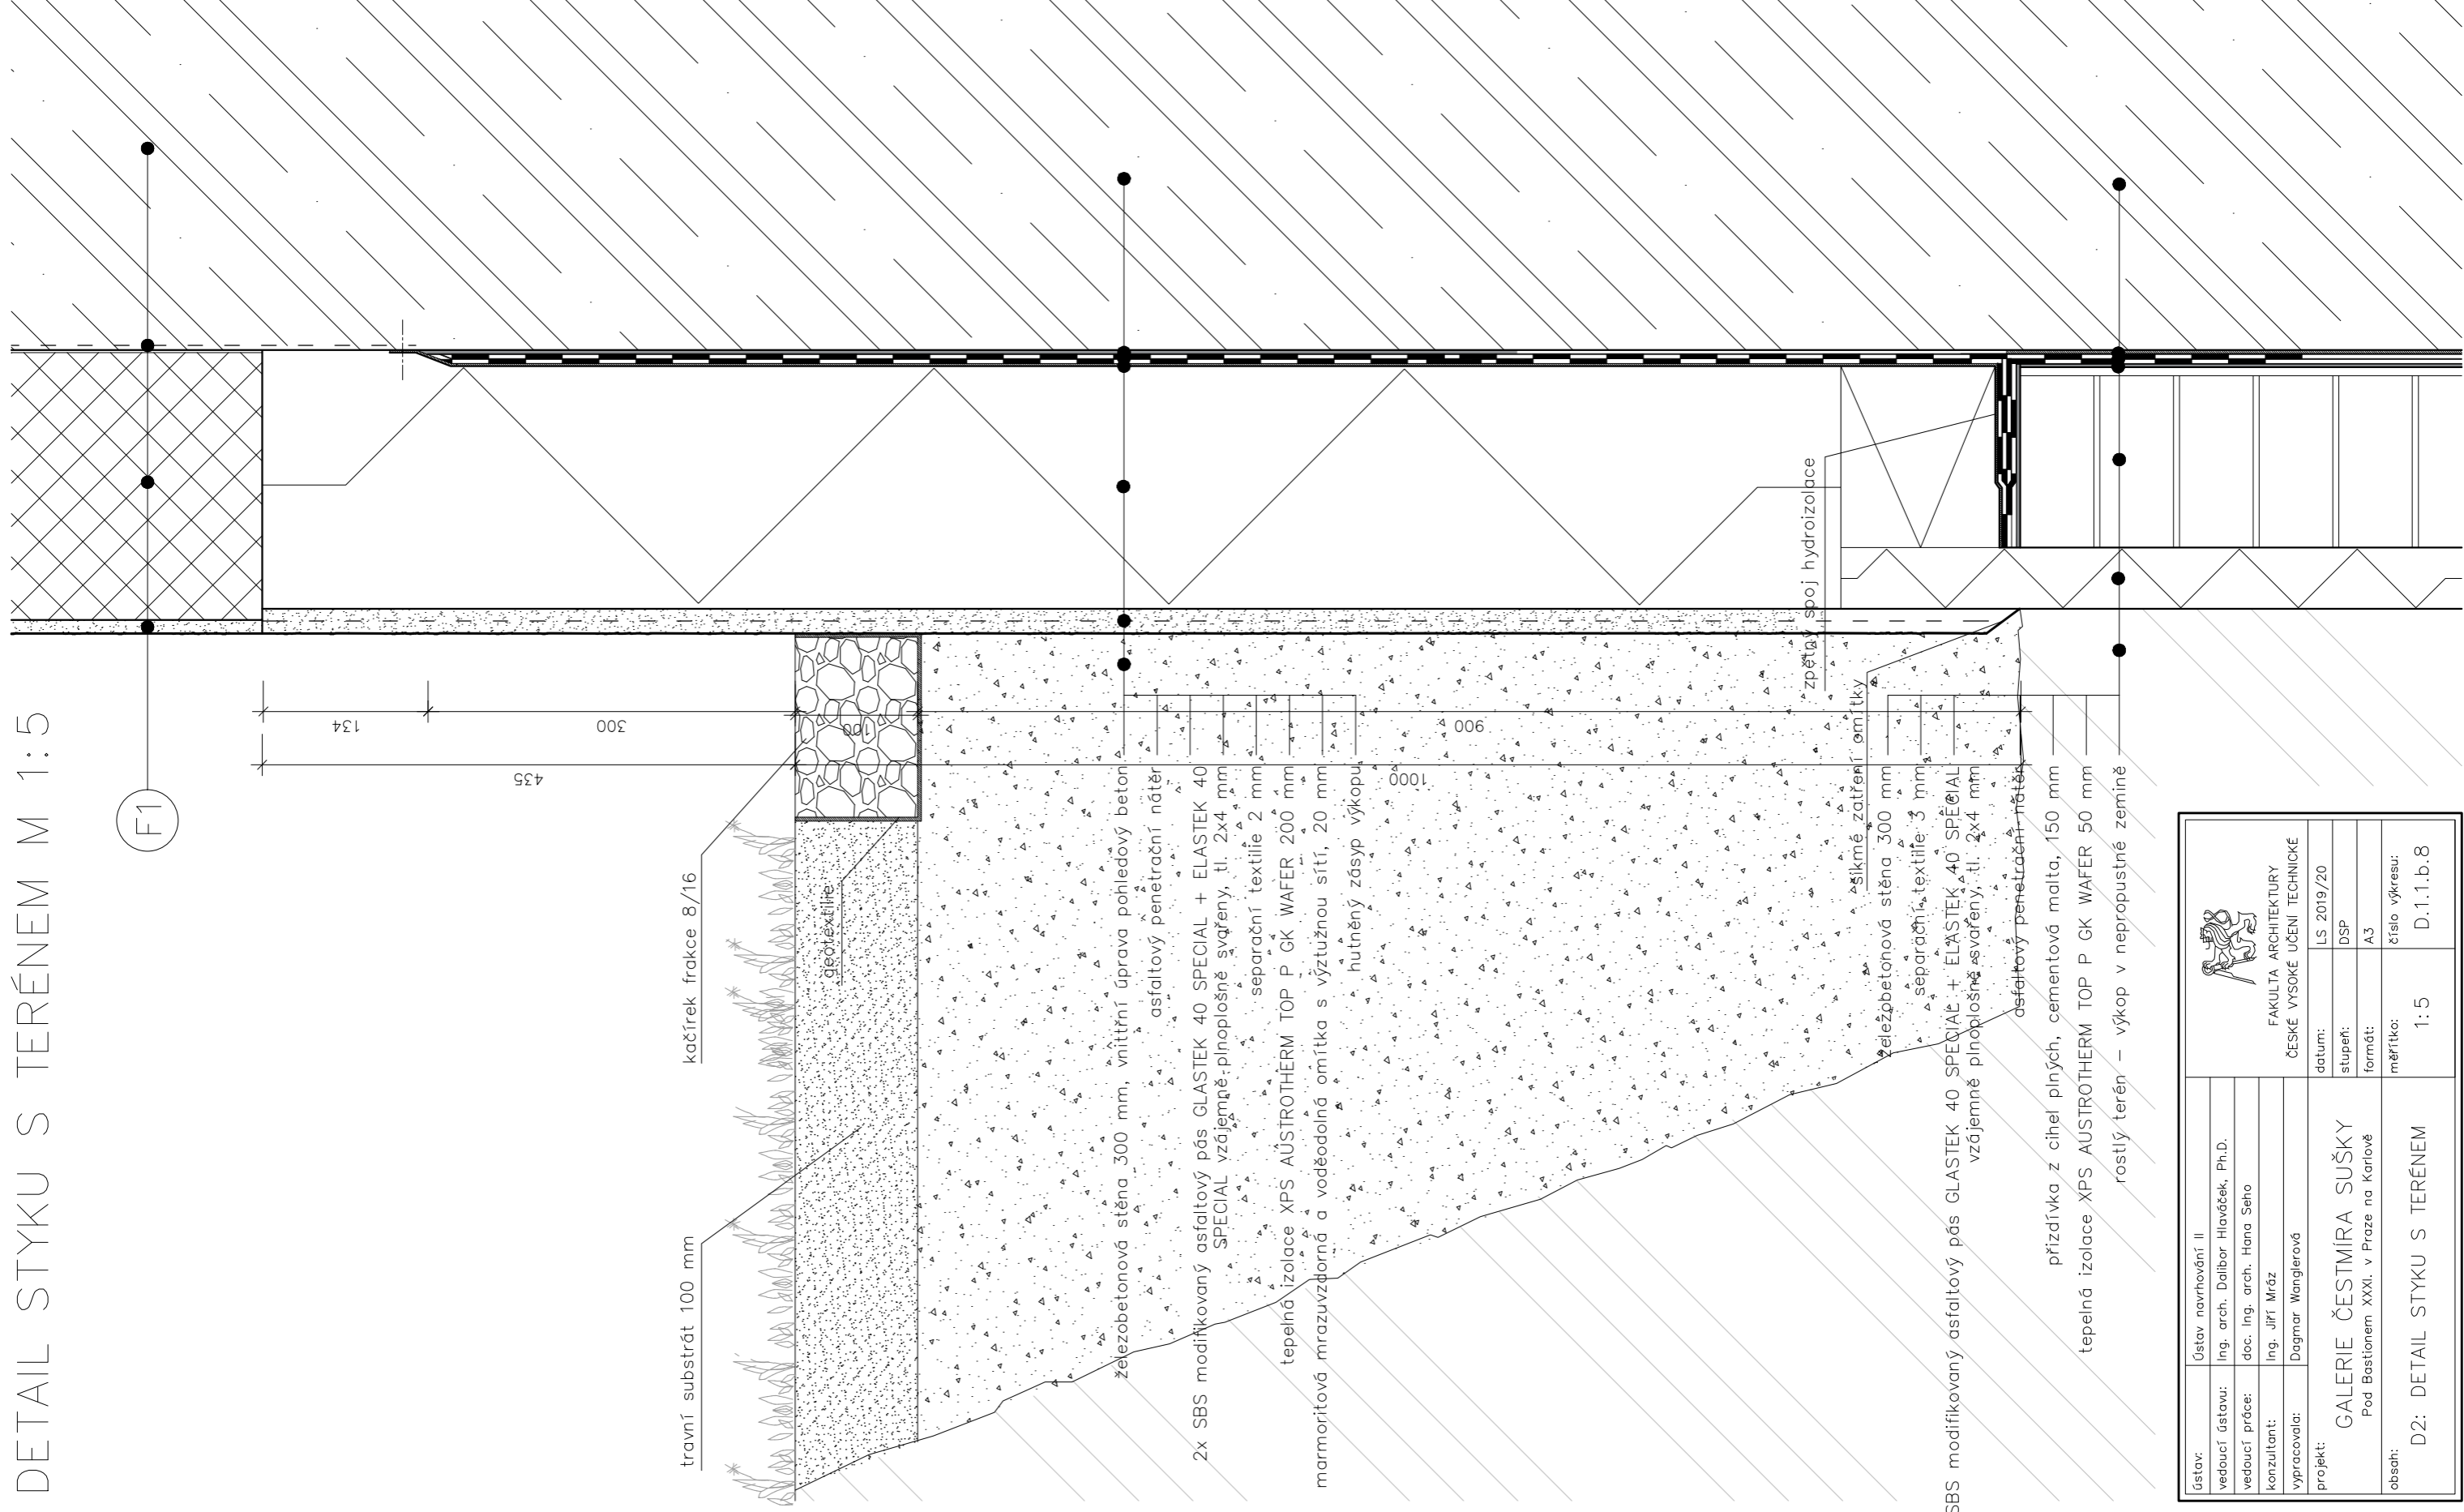 DETAIL STYKU S TERÉNEM M 1:5
F1
134
300
100
900
435
1000
kačírek frakce 8/16
geotextilie
travní substrát 100 mm
železobetonová stěna 300 mm, vnitřní úprava pohledový beton
asfaltový penetrační nátěr
2x SBS modifikovaný asfaltový pás GLASTEK 40 SPECIAL + ELASTEK 40
SPECIAL vzájemně plnoplošně svařeny, tl. 2x4 mm
separační textilie 2 mm
tepelná izolace XPS AUSTROTHERM TOP P GK WAFER 200 mm
marmoritová mrazuvzdorná a voděodolná omítka s výztužnou sítí, 20 mm
hutněný zásyp výkopu
zpětný spoj hydroizolace
šikmé zatření omítky
železobetonová stěna 300 mm
separační textilie 3 mm
SBS modifikovaný asfaltový pás GLASTEK 40 SPECIAL + ELASTEK 40 SPECIAL
vzájemně plnoplošně svařeny, tl. 2x4 mm
asfaltový penetrační nátěr
přizdívka z cihel plných, cementová malta, 150 mm
tepelná izolace XPS AUSTROTHERM TOP P GK WAFER 50 mm
rostlý terén – výkop v nepropustné zemině
ústav: Ústav navrhování II
vedoucí ústavu: Ing. arch. Dalibor Hlaváček, Ph.D.
vedoucí práce: doc. Ing. arch. Hana Seho
konzultant: Ing. Jiří Mráz
vypracovala: Dagmar Wanglerová
FAKULTA ARCHITEKTURY
ČESKÉ VYSOKÉ UČENÍ TECHNICKÉ
projekt:
GALERIE ČESTMÍRA SUŠKY
Pod Bastionem XXXI. v Praze na Karlově
datum: LS 2019/20
stupeň: DSP
formát: A3
obsah:
D2: DETAIL STYKU S TERÉNEM
měřítko:
1:5
číslo výkresu:
D.1.1.b.8